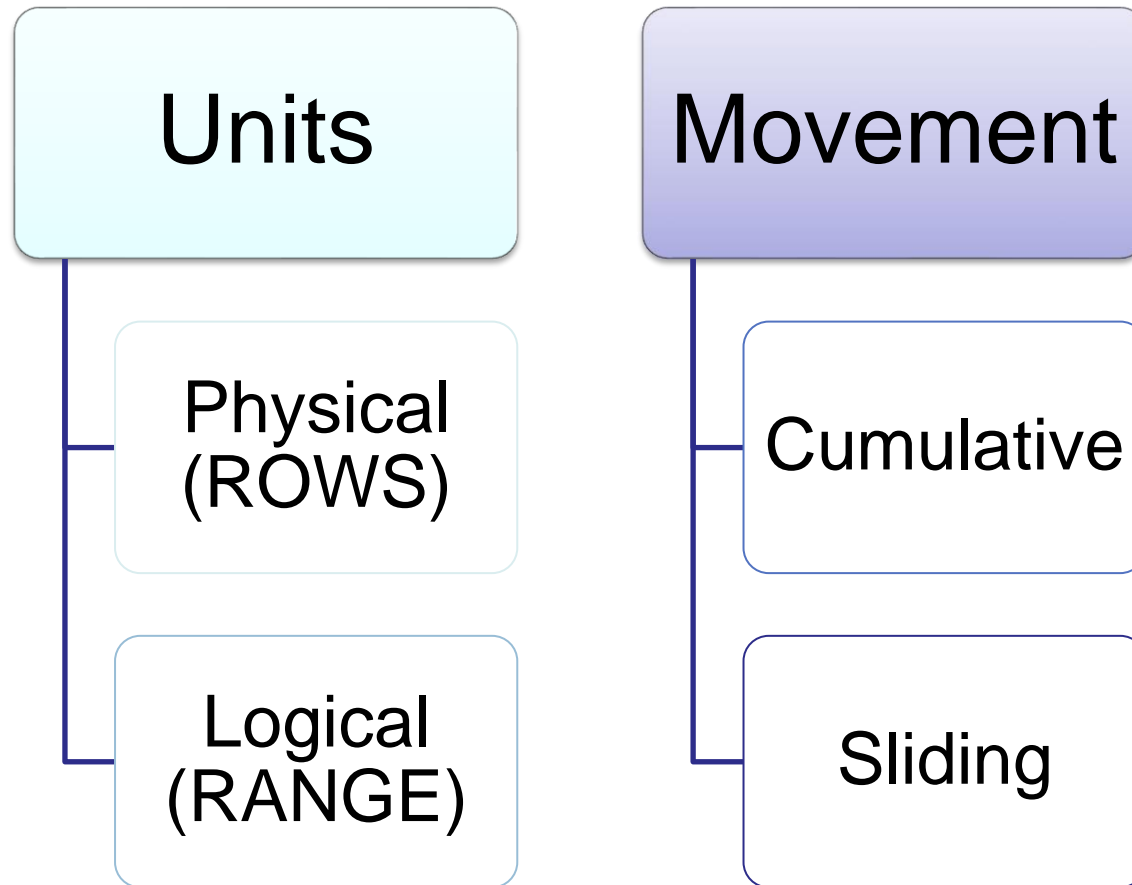 Units
Physical
(ROWS)
Logical
(RANGE)
Movement
Cumulative
Sliding